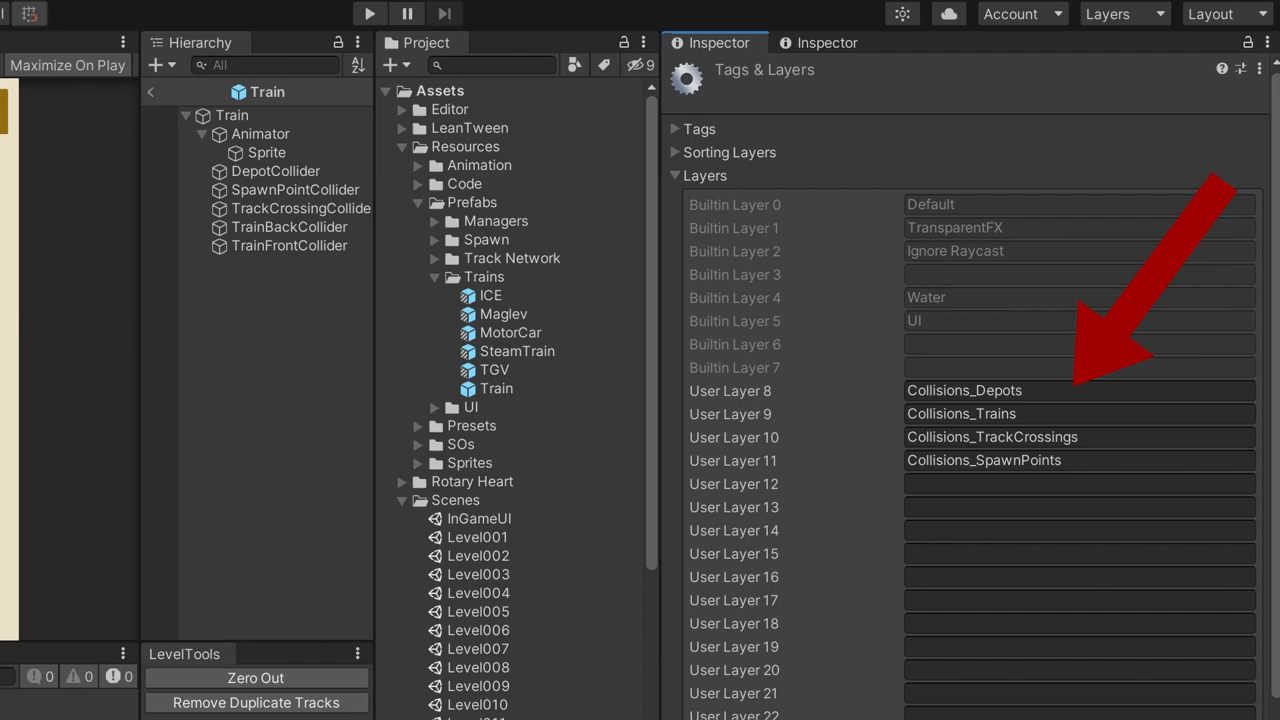 Account
Layers
Layout
Maximize On Play
Hierarchy
All
Train
Train
Animator
Sprite
DepotCollider
SpawnPointCollider
TrackCrossingCollide
TrainBackCollider
TrainFrontCollider
LevelTools
Zero Out
Remove Duplicate Tracks
0
0
0
Project
9
Assets
Editor
LeanTween
Resources
Animation
Code
Prefabs
Managers
Spawn
Track Network
Trains
ICE
Maglev
MotorCar
SteamTrain
TGV
Train
UI
Presets
SOs
Sprites
Rotary Heart
Scenes
InGameUI
Level001
Level002
Level003
Level004
Level005
Level006
Level007
Level008
Level009
Level010
Inspector
Inspector
Tags & Layers
Tags
Sorting Layers
Layers
Builtin Layer 0 Default
Builtin Layer 1 TransparentFX
Builtin Layer 2 Ignore Raycast
Builtin Layer 3
Builtin Layer 4 Water
Builtin Layer 5 UI
Builtin Layer 6
Builtin Layer 7
User Layer 8 Collisions_Depots
User Layer 9 Collisions_Trains
User Layer 10 Collisions_TrackCrossings
User Layer 11 Collisions_SpawnPoints
User Layer 12
User Layer 13
User Layer 14
User Layer 15
User Layer 16
User Layer 17
User Layer 18
User Layer 19
User Layer 20
User Layer 21
User Layer 22